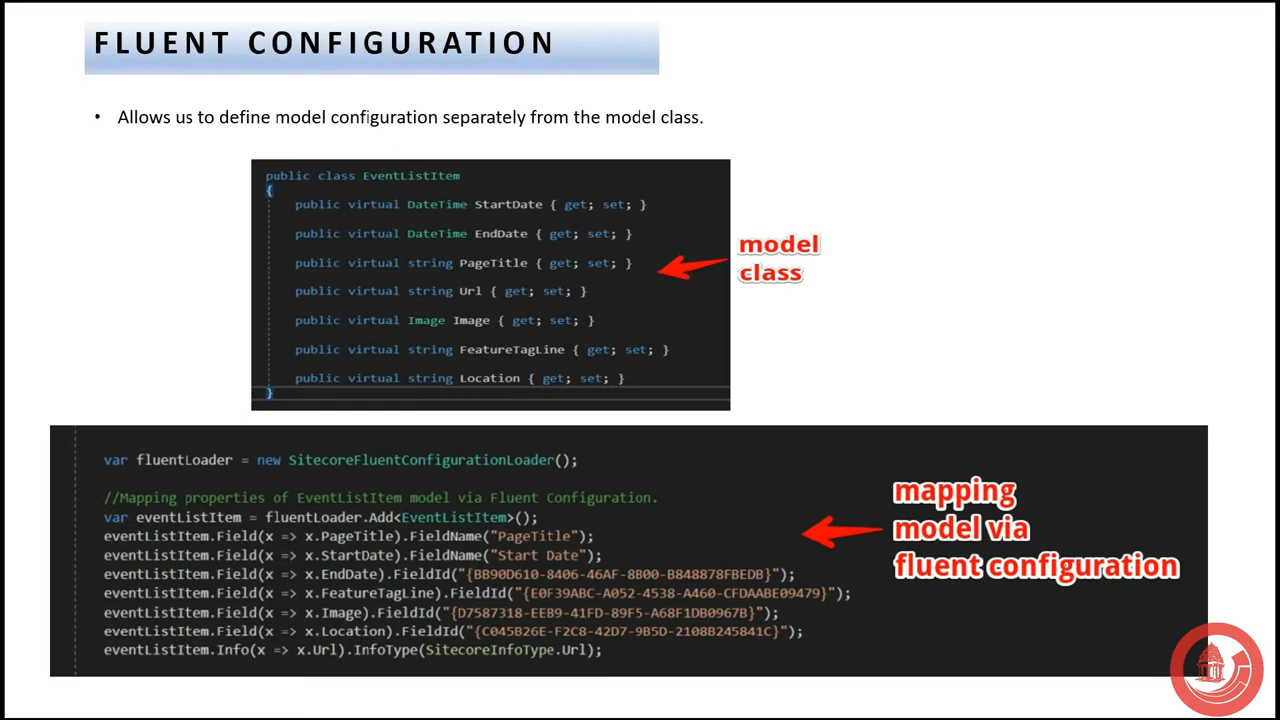 FLUENT CONFIGURATION
• Allows us to define model configuration separately from the model class.
public class EventListItem
{
public virtual DateTime StartDate { get; set; }
public virtual DateTime EndDate { get; set; }
public virtual string PageTitle { get; set; }
public virtual string Url { get; set; }
public virtual Image Image { get; set; }
public virtual string FeatureTagLine { get; set; }
public virtual string Location { get; set; }
}
model
class
var fluentLoader = new SitecoreFluentConfigurationLoader();
//Mapping properties of EventListItem model via Fluent Configuration.
var eventListItem = fluentLoader.Add<EventListItem>();
eventListItem.Field(x => x.PageTitle).FieldName("PageTitle");
eventListItem.Field(x => x.StartDate).FieldName("Start Date");
eventListItem.Field(x => x.EndDate).FieldId("{BB90D610-8406-46AF-8B00-B848878FBEDB}");
eventListItem.Field(x => x.FeatureTagLine).FieldId("{E0F39ABC-A052-4538-A460-CFDAABE09479}");
eventListItem.Field(x => x.Image).FieldId("{D7587318-EEB9-41FD-89F5-A68F1DB0967B}");
eventListItem.Field(x => x.Location).FieldId("{C045B26E-F2C8-42D7-9B5D-2108B245841C}");
eventListItem.Info(x => x.Url).InfoType(SitecoreInfoType.Url);
mapping
model via
fluent configuration